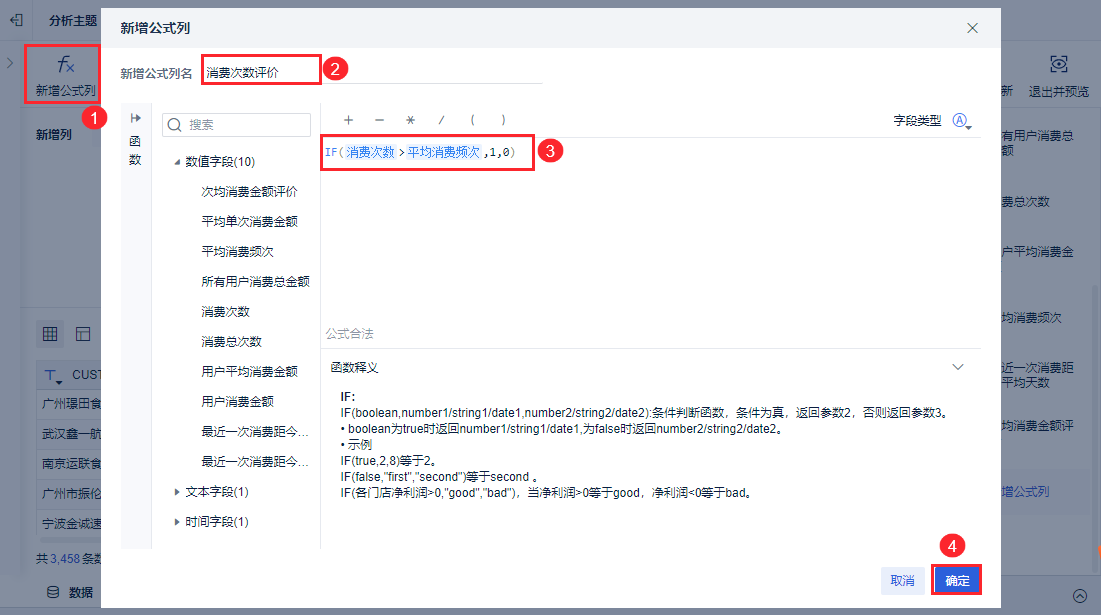 分析主题
新增公式列
新增公式列
1
新增列
新增公式列名
消费次数评价
2
函
数
搜索
+ − * / ( )
字段类型
A
IF(消费次数>平均消费频次,1,0)
3
数值字段(10)
次均消费金额评价
平均单次消费金额
平均消费频次
所有用户消费总金额
消费次数
消费总次数
用户平均消费金额
用户消费金额
最近一次消费距今...
最近一次消费距今...
文本字段(1)
时间字段(1)
公式合法
函数释义
IF:
IF(boolean,number1/string1/date1,number2/string2/date2):条件判断函数，条件为真，返回参数2，否则返回参数3。
• boolean为true时返回number1/string1/date1,为false时返回number2/string2/date2。
• 示例
IF(true,2,8)等于2。
IF(false,"first","second")等于second 。
IF(各门店净利润>0,"good","bad")，当净利润>0等于good，净利润<0等于bad。
4
取消
确定
T CUST
广州璟田食
武汉鑫一航
南京运联食
广州市振伦
宁波金诚速
共3,458条数
数据
新
退出并预览
有用户消费总
额
费总次数
户平均消费金
均消费频次
近一次消费距
平均天数
均消费金额评
增公式列